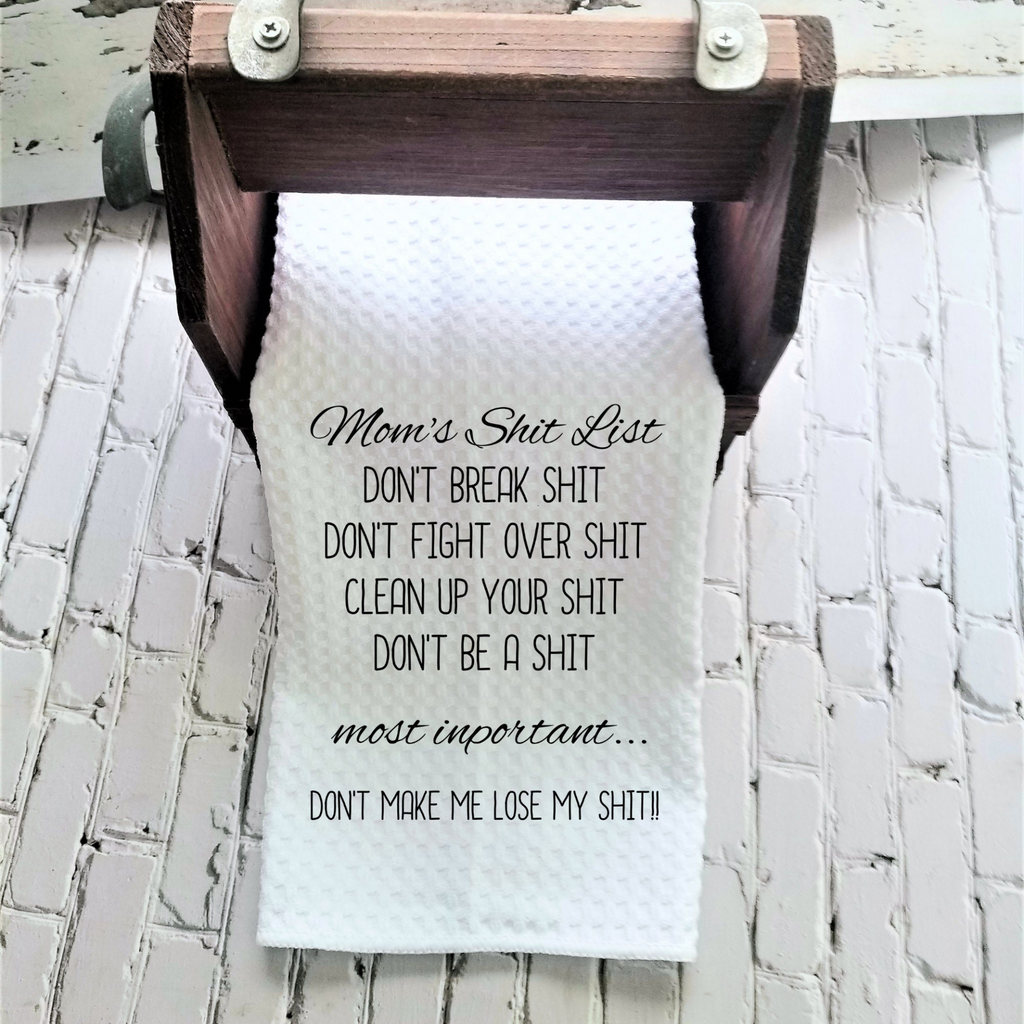 Mom's Shit List
DON'T BREAK SHIT
DON'T FIGHT OVER SHIT
CLEAN UP YOUR SHIT
DON'T BE A SHIT
most inportant...
DON'T MAKE ME LOSE MY SHIT!!